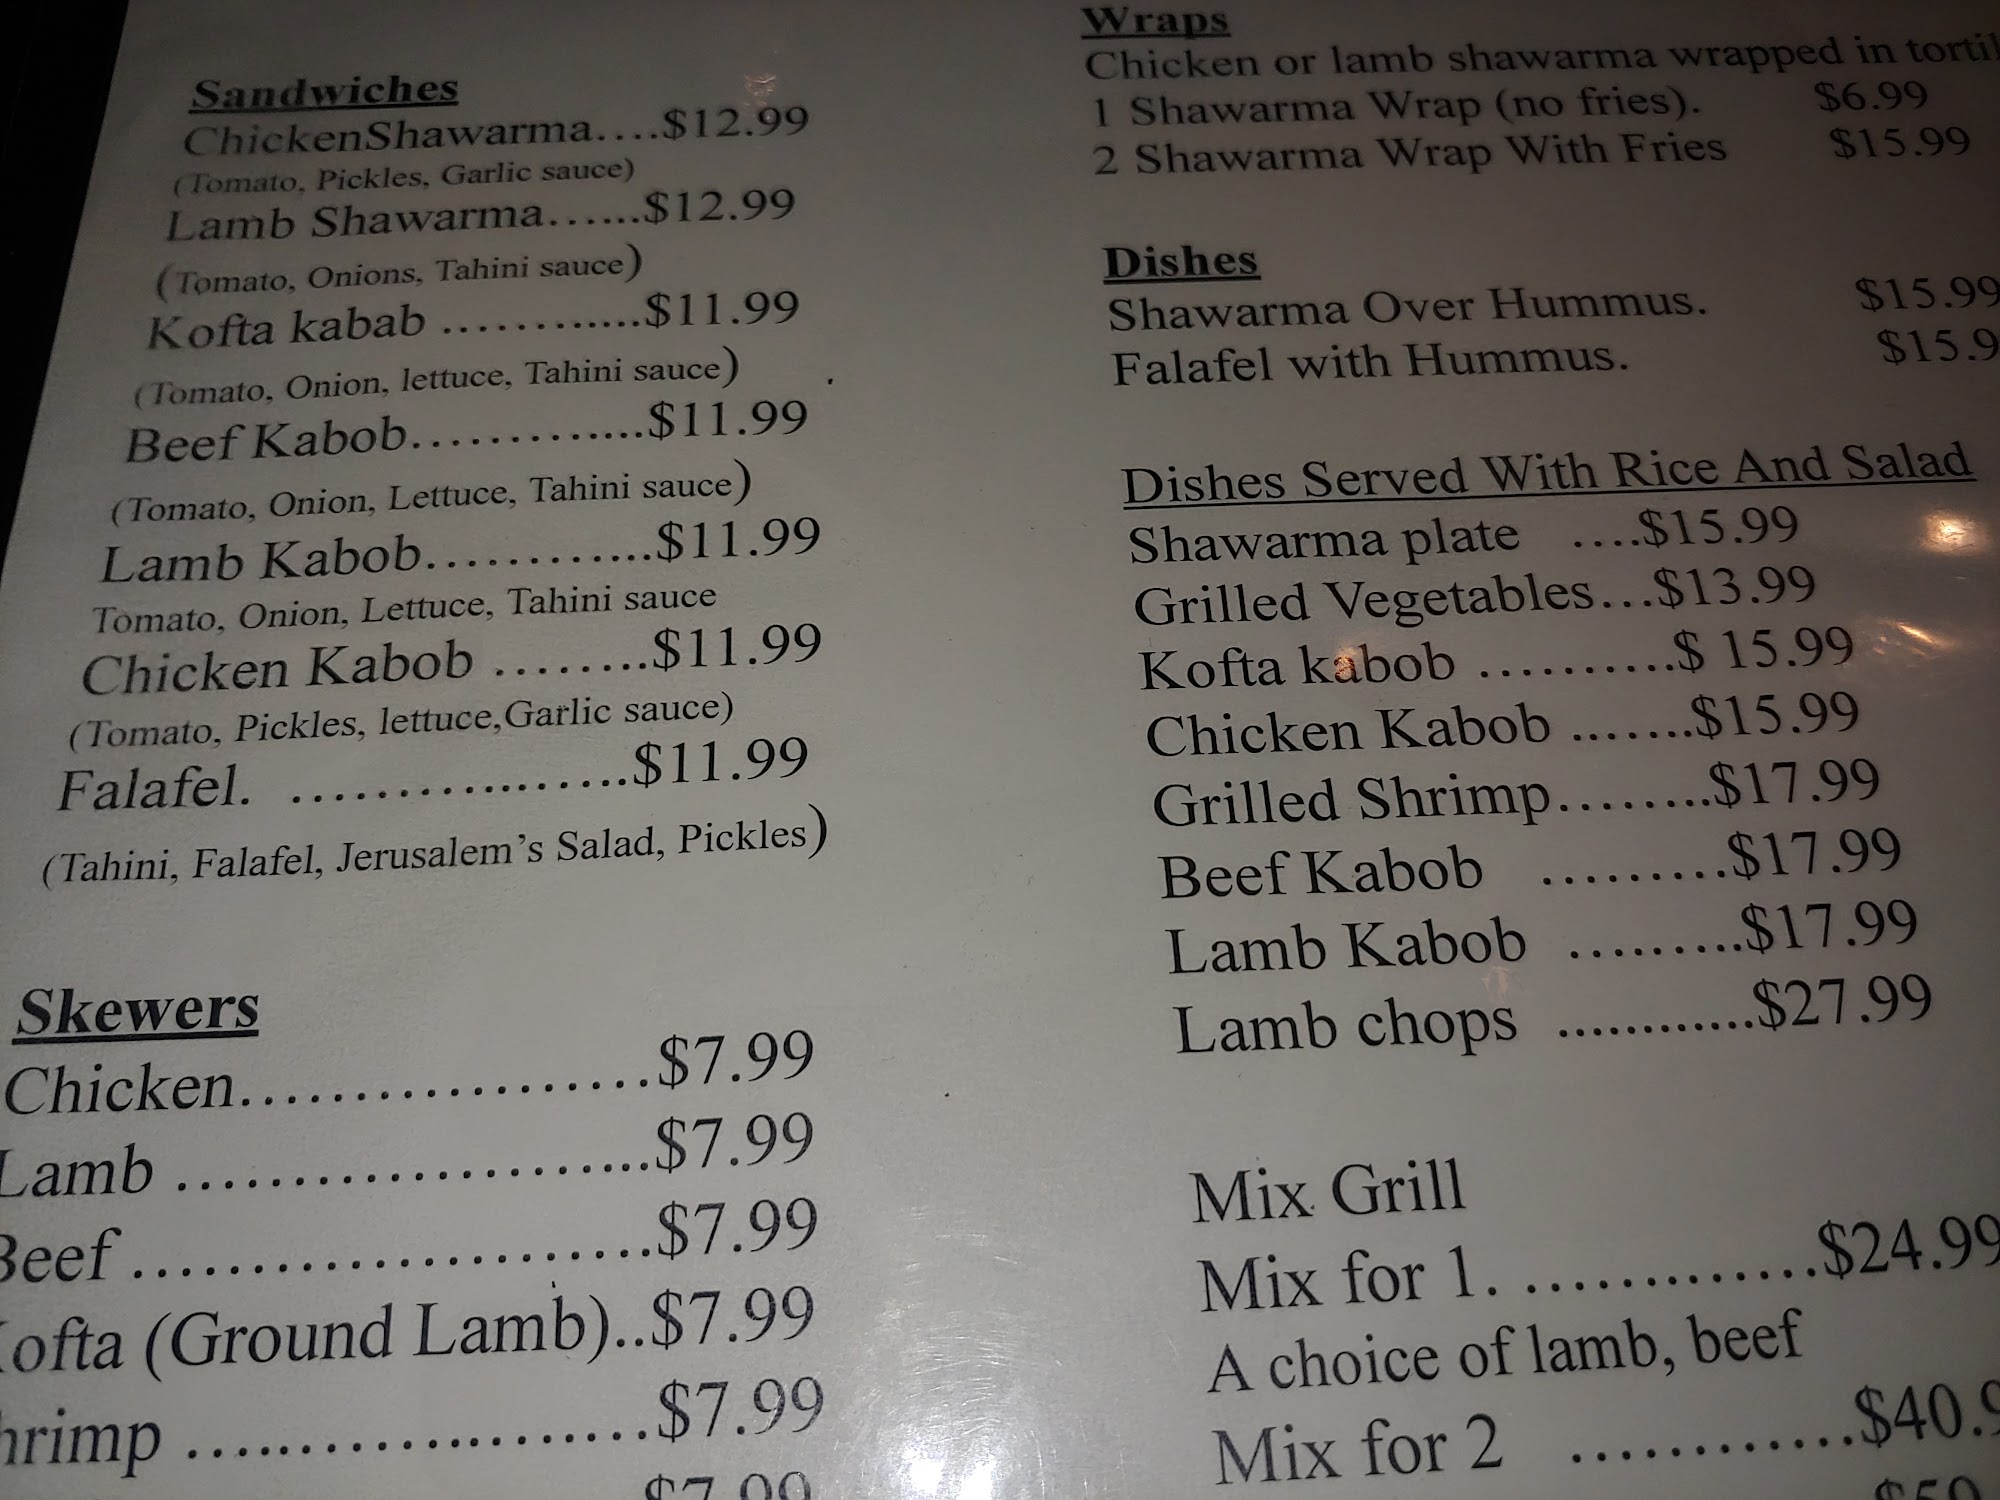 Sandwiches
ChickenShawarma....$12.99
(Tomato, Pickles, Garlic sauce)
Lamb Shawarma.......$12.99
(Tomato, Onions, Tahini sauce)
Kofta kabab ............$11.99
(Tomato, Onion, lettuce, Tahini sauce)
Beef Kabob.............$11.99
(Tomato, Onion, Lettuce, Tahini sauce)
Lamb Kabob............$11.99
Tomato, Onion, Lettuce, Tahini sauce
Chicken Kabob ........$11.99
(Tomato, Pickles, lettuce,Garlic sauce)
Falafel. ..................$11.99
(Tahini, Falafel, Jerusalem's Salad, Pickles)
Skewers
Chicken...................$7.99
Lamb ......................$7.99
Beef ........................$7.99
(Ground Lamb)..$7.99
$7.99
Wraps
Chicken or lamb shawarma wrapped in
1 Shawarma Wrap (no fries). $6.99
2 Shawarma Wrap With Fries $15.99
Dishes
Shawarma Over Hummus. $15.99
Falafel with Hummus. $15.9
Dishes Served With Rice And Salad
Shawarma plate ....$15.99
Grilled Vegetables...$13.99
Kofta kabob ..........$ 15.99
Chicken Kabob .......$15.99
Grilled Shrimp........$17.99
Beef Kabob .........$17.99
Lamb Kabob .........$17.99
Lamb chops ............$27.99
Mix Grill
Mix for 1. ..............$24.99
A choice of lamb, beef
Mix for 2 ............$40.9